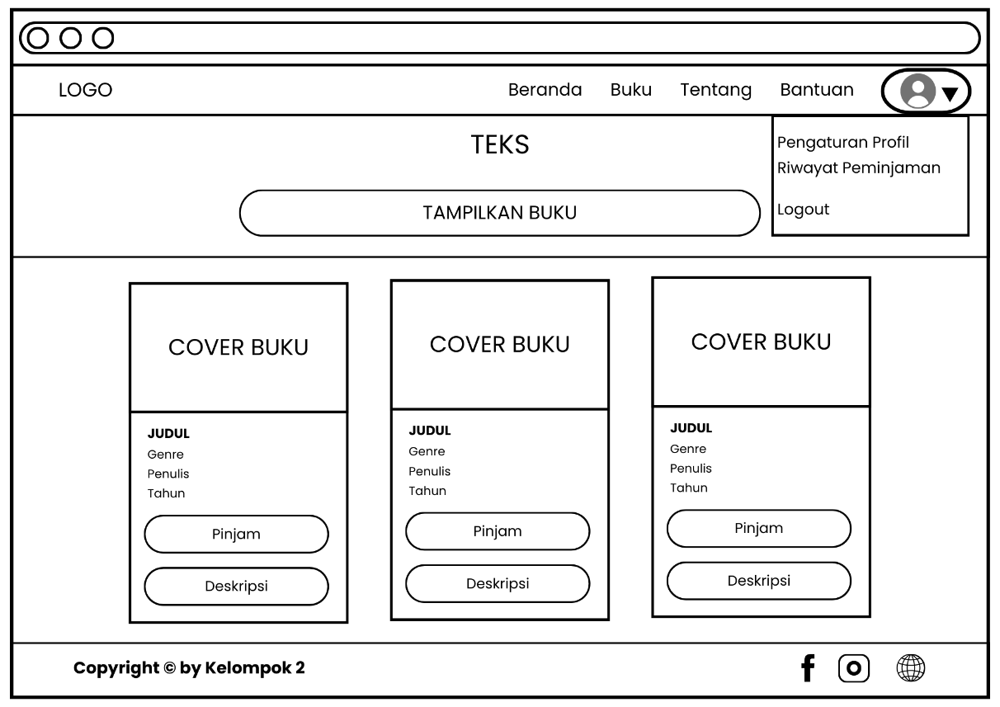 LOGO
Beranda
Buku
Tentang
Bantuan
TEKS
TAMPILKAN BUKU
Pengaturan Profil
Riwayat Peminjaman
Logout
COVER BUKU
JUDUL
Genre
Penulis
Tahun
Pinjam
Deskripsi
COVER BUKU
JUDUL
Genre
Penulis
Tahun
Pinjam
Deskripsi
COVER BUKU
JUDUL
Genre
Penulis
Tahun
Pinjam
Deskripsi
Copyright © by Kelompok 2